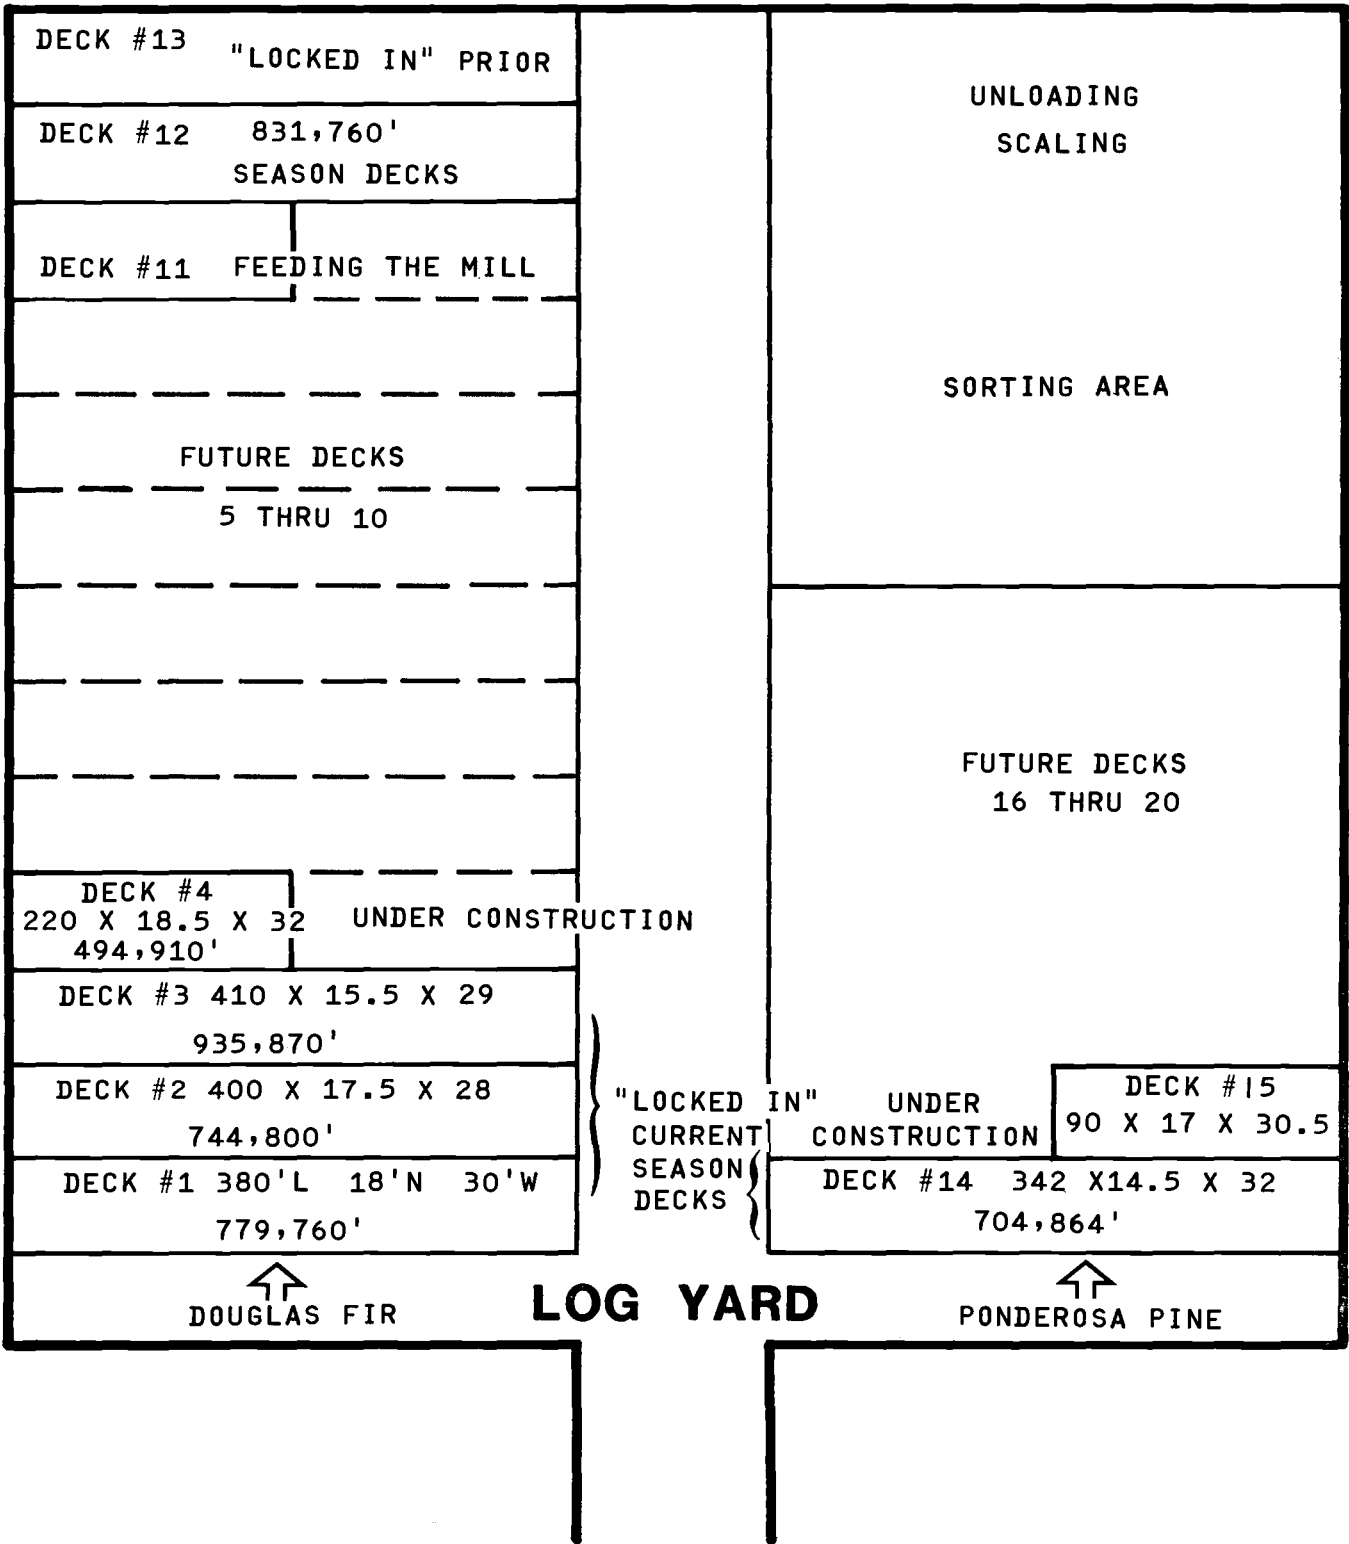 DECK #13 "LOCKED IN" PRIOR
DECK #12 831,760'
SEASON DECKS
DECK #11 FEEDING THE MILL
FUTURE DECKS
5 THRU 10
DECK #4
220 X 18.5 X 32
494,910'
UNDER CONSTRUCTION
DECK #3 410 X 15.5 X 29
935,870'
DECK #2 400 X 17.5 X 28
744,800'
DECK #1 380'L 18'N 30'W
779,760'
DOUGLAS FIR
"LOCKED IN"
CURRENT
SEASON
DECKS
UNLOADING
SCALING
SORTING AREA
FUTURE DECKS
16 THRU 20
UNDER
CONSTRUCTION
DECK #15
90 X 17 X 30.5
DECK #14 342 X14.5 X 32
704,864'
PONDEROSA PINE
LOG YARD